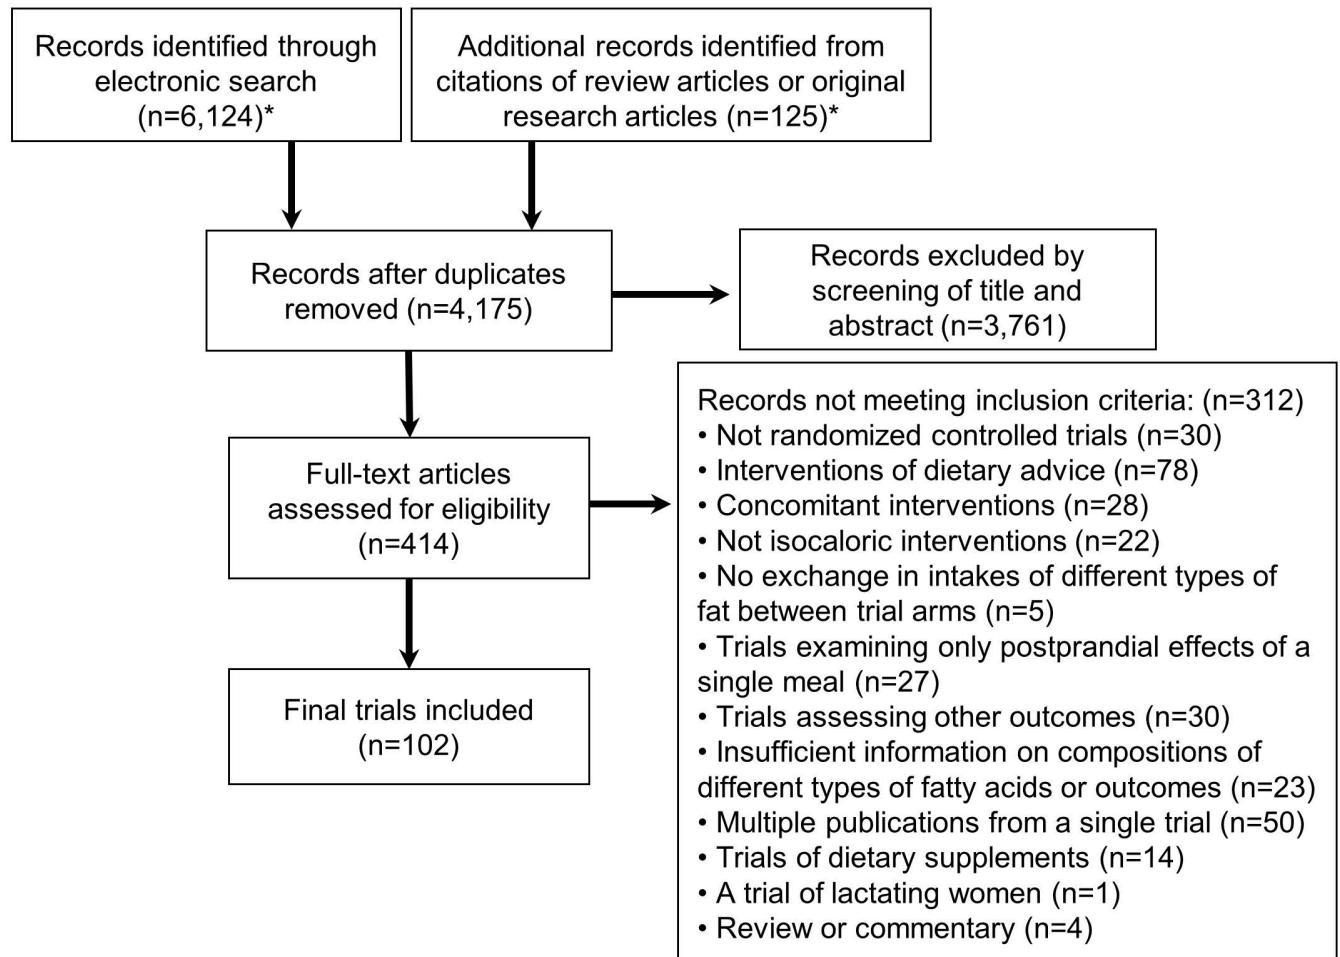 Records identified through
electronic search
(n=6,124)*
Additional records identified from
citations of review articles or original
research articles (n=125)*
Records after duplicates
removed (n=4,175)
Records excluded by
screening of title and
abstract (n=3,761)
Full-text articles
assessed for eligibility
(n=414)
Records not meeting inclusion criteria: (n=312)
• Not randomized controlled trials (n=30)
• Interventions of dietary advice (n=78)
• Concomitant interventions (n=28)
• Not isocaloric interventions (n=22)
• No exchange in intakes of different types of
fat between trial arms (n=5)
• Trials examining only postprandial effects of a
single meal (n=27)
• Trials assessing other outcomes (n=30)
• Insufficient information on compositions of
different types of fatty acids or outcomes (n=23)
• Multiple publications from a single trial (n=50)
• Trials of dietary supplements (n=14)
• A trial of lactating women (n=1)
• Review or commentary (n=4)
Final trials included
(n=102)